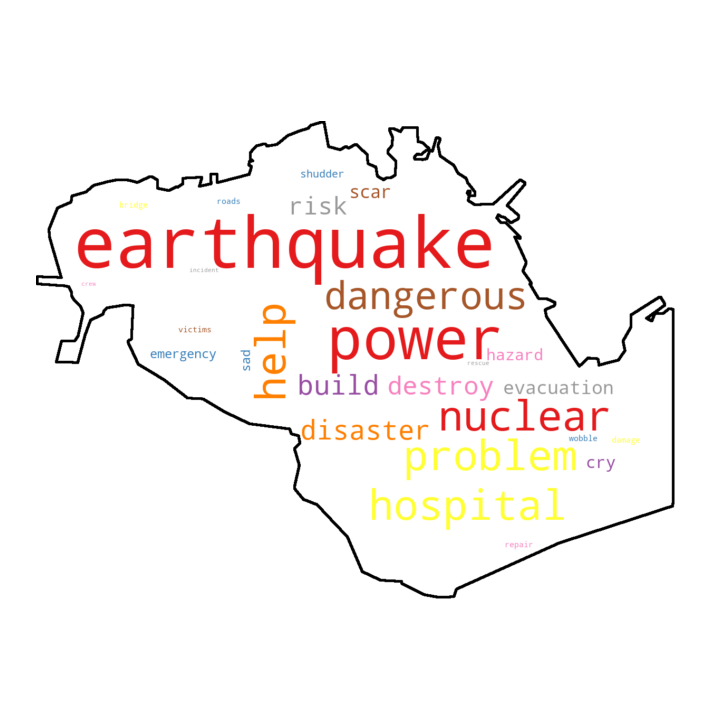 shudder
scar
bridge
roads
risk
earthquake
incident
crew
dangerous
help
power
victims
emergency
sad
hazard
rescue
build
destroy
evacuation
nuclear
disaster
wobble
damage
problem
cry
hospital
repair